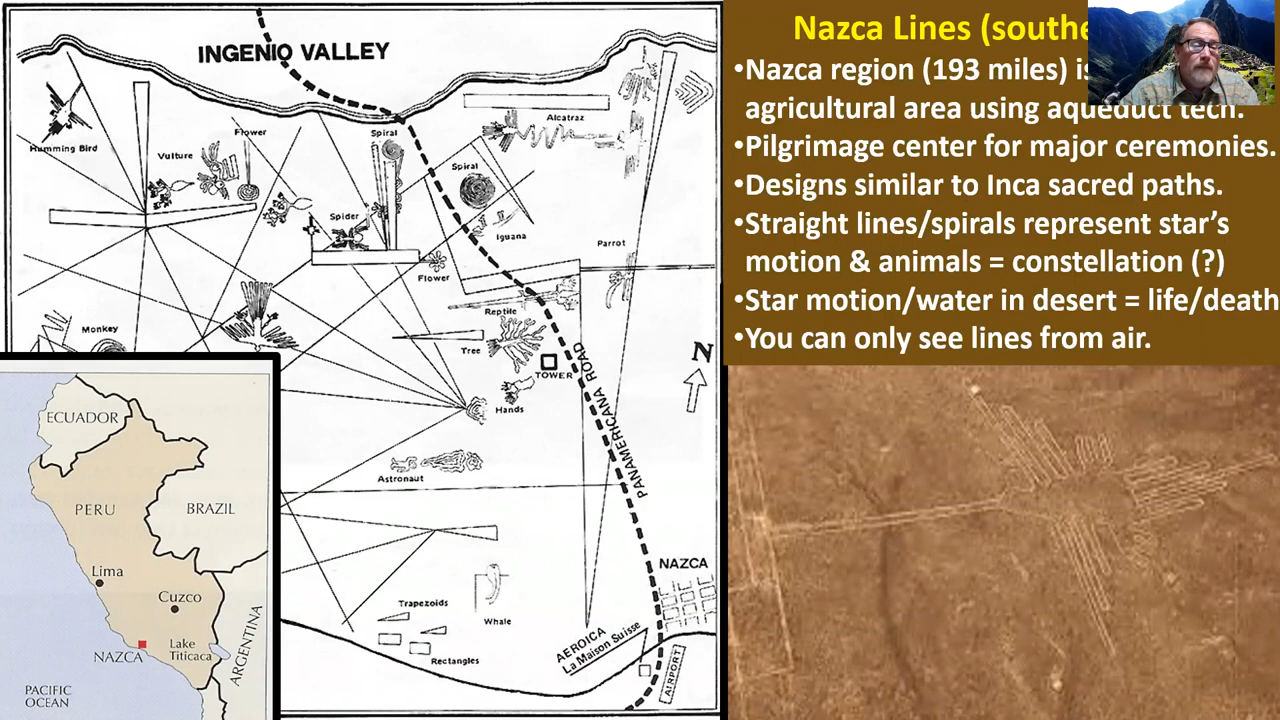 INGENIO VALLEY
Humming Bird
Vulture
Flower
Spiral
Alcatraz
Spiral
Spider
Iguana
Parrot
Flower
Monkey
Reptile
Tree
TOWER
Hands
N
PANAMERICANA ROAD
Astronaut
NAZCA
Trapezoids
Whale
Rectangles
AEROICA
La Maison Suisse
AIRPORT
ECUADOR
PERU
BRAZIL
Lima
Cuzco
NAZCA
Lake
Titicaca
ARGENTINA
PACIFIC
OCEAN
Nazca Lines (southe
•Nazca region (193 miles) is
agricultural area using aqueduct tech.
•Pilgrimage center for major ceremonies.
•Designs similar to Inca sacred paths.
•Straight lines/spirals represent star’s
motion & animals = constellation (?)
•Star motion/water in desert = life/death
•You can only see lines from air.